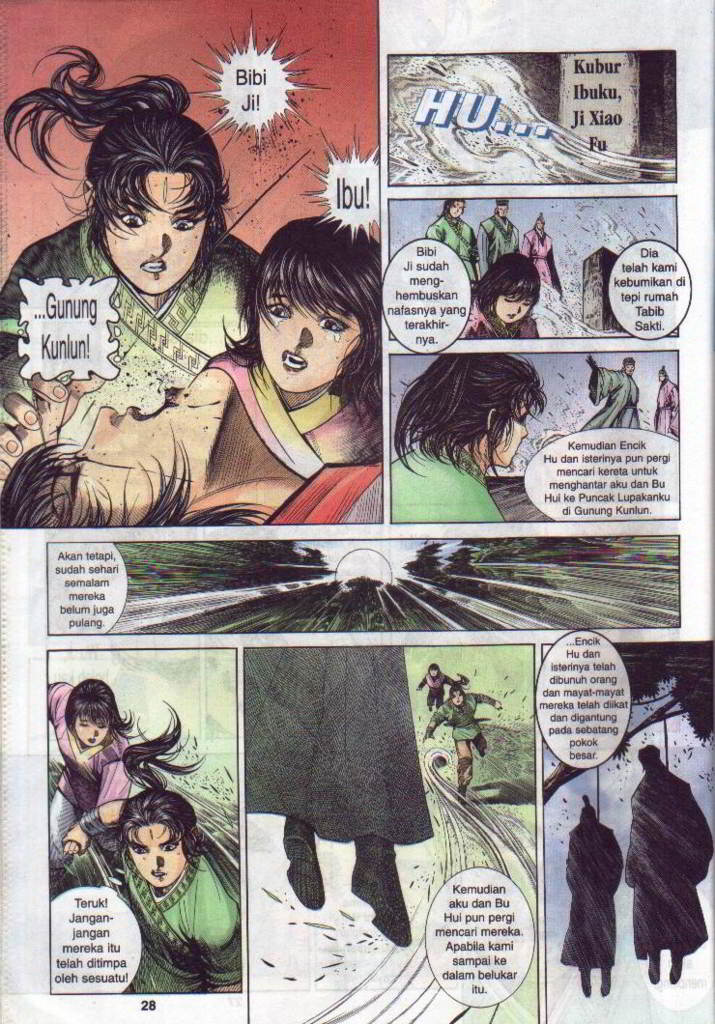 Bibi
Ji!
Ibu!
...Gunung
Kunlun!
HU...
Kubur
Ibuku,
Ji Xiao
Fu
Bibi
Ji sudah
meng-
hembuskan
nafasnya yang
terakhir-
nya.
Dia
telah kami
kebumikan di
tepi rumah
Tabib
Sakti.
Kemudian Encik
Hu dan isterinya pun pergi
mencari kereta untuk
menghantar aku dan Bu
Hui ke Puncak Lupakanku
di Gunung Kunlun.
Akan tetapi,
sudah sehari
semalam
mereka
belum juga
pulang.
Teruk!
Jangan-
jangan
mereka itu
telah ditimpa
oleh sesuatu!
Kemudian
aku dan Bu
Hui pun pergi
mencari mereka.
Apabila kami
sampai ke
dalam belukar
itu.
...Encik
Hu dan
isterinya telah
dibunuh orang
dan mayat-mayat
mereka telah diikat
dan digantung
pada sebatang
pokok
besar.
28